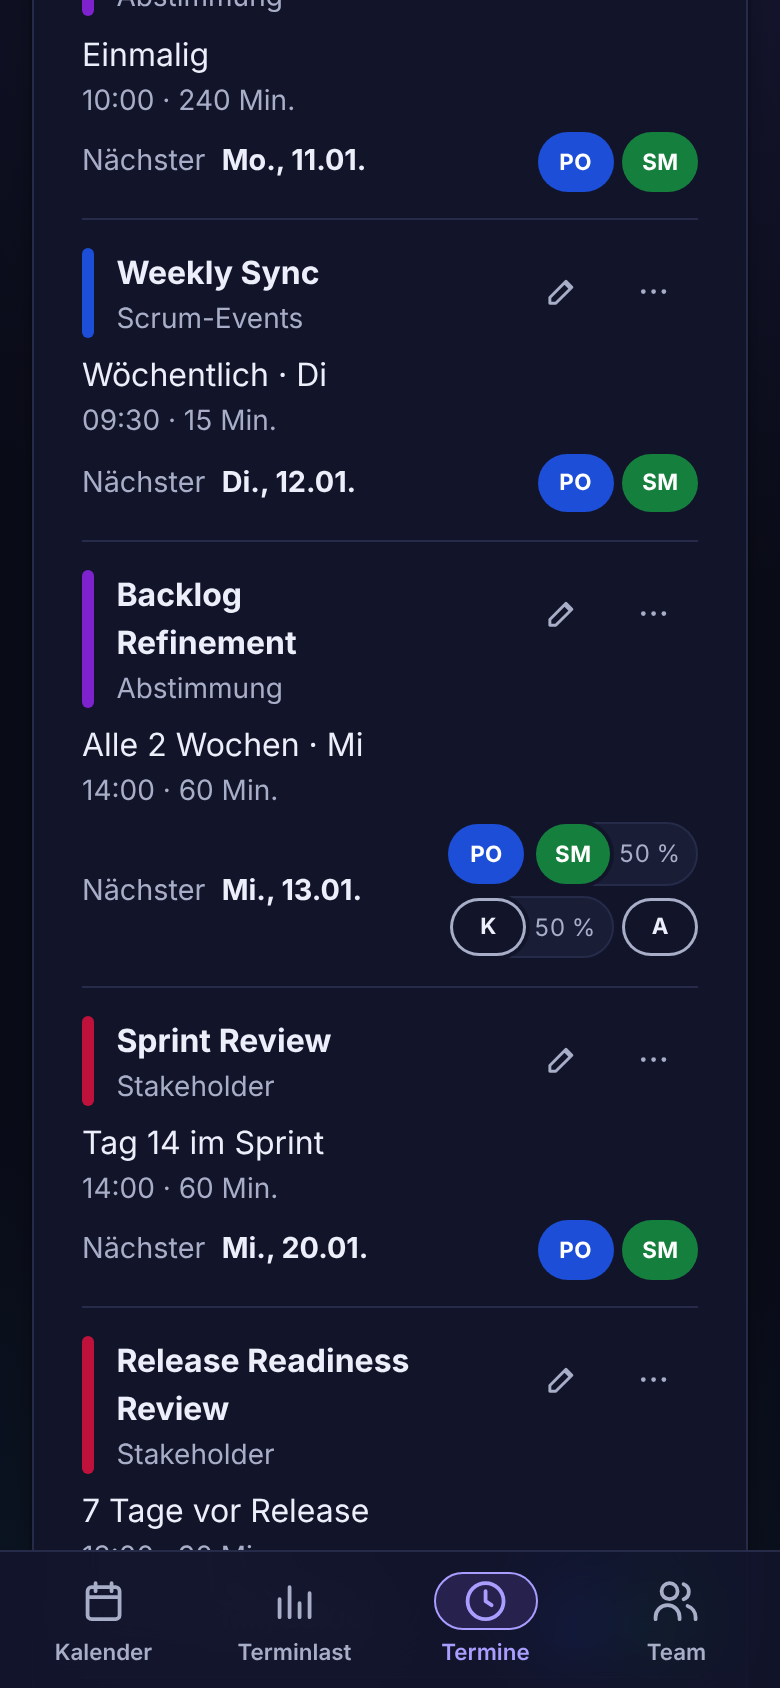 Abstimmung
Einmalig
10:00 · 240 Min.
Nächster Mo., 11.01. PO SM
Weekly Sync
Scrum-Events
Wöchentlich · Di
09:30 · 15 Min.
Nächster Di., 12.01. PO SM
Backlog
Refinement
Abstimmung
Alle 2 Wochen · Mi
14:00 · 60 Min.
PO SM 50 %
Nächster Mi., 13.01.
K 50 % A
Sprint Review
Stakeholder
Tag 14 im Sprint
14:00 · 60 Min.
Nächster Mi., 20.01. PO SM
Release Readiness
Review
Stakeholder
7 Tage vor Release
Kalender Terminlast Termine Team